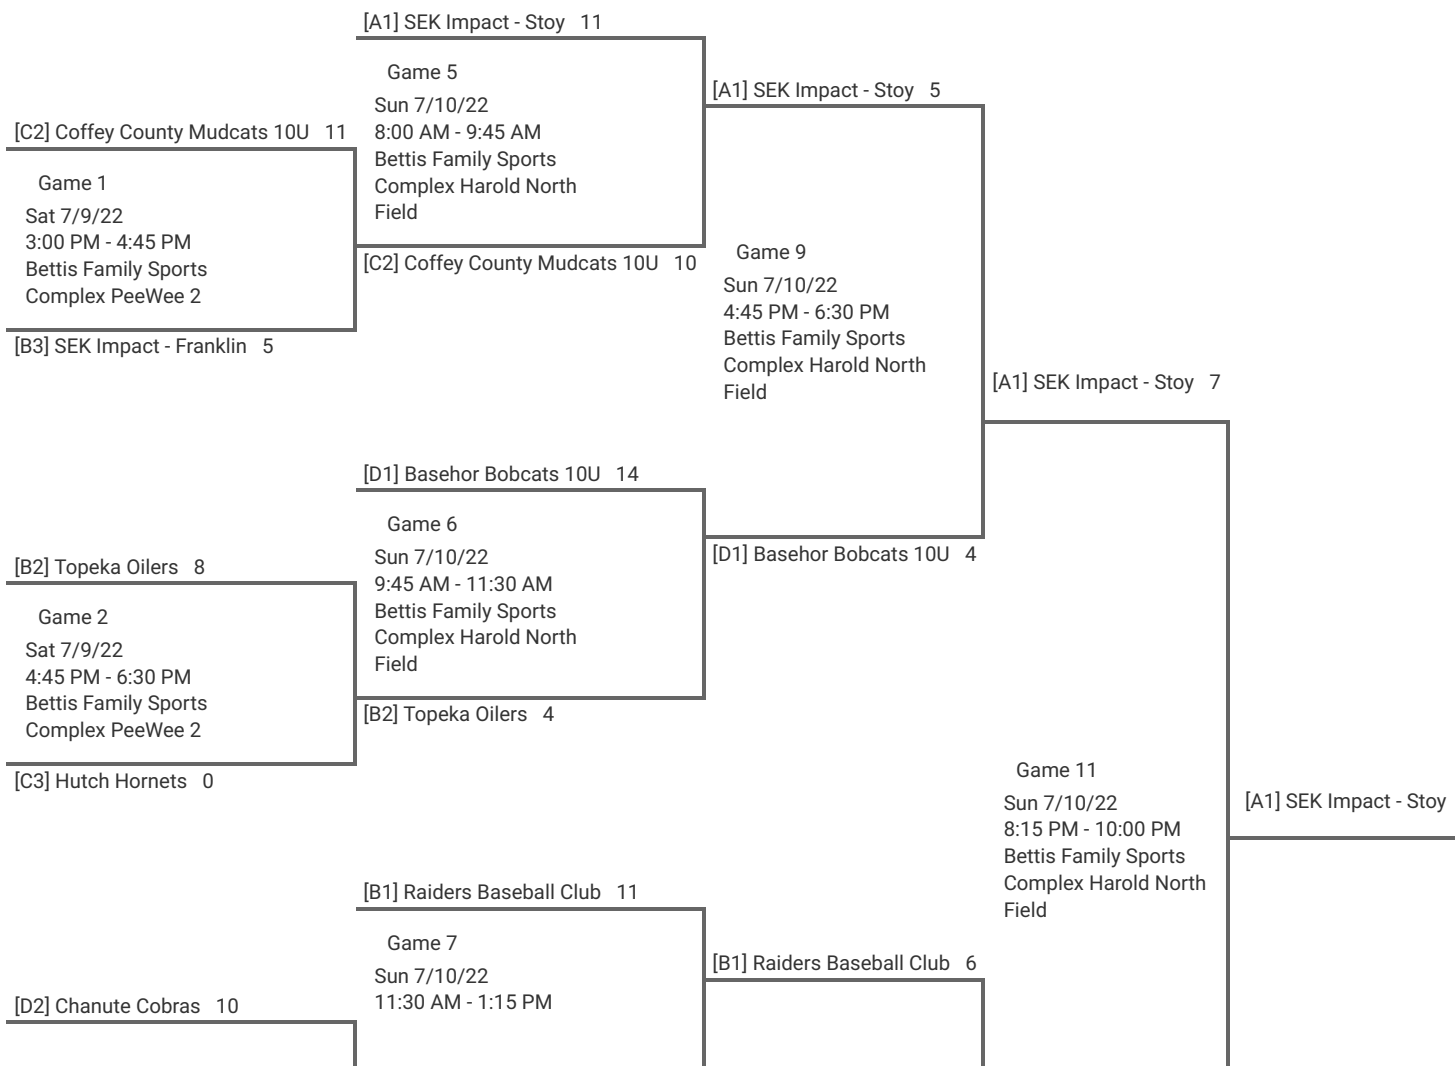 [A1] SEK Impact - Stoy 11
Game 5
Sun 7/10/22
8:00 AM - 9:45 AM
Bettis Family Sports
Complex Harold North
Field
[C2] Coffey County Mudcats 10U 10
[C2] Coffey County Mudcats 10U 11
Game 1
Sat 7/9/22
3:00 PM - 4:45 PM
Bettis Family Sports
Complex PeeWee 2
[B3] SEK Impact - Franklin 5
[A1] SEK Impact - Stoy 5
Game 9
Sun 7/10/22
4:45 PM - 6:30 PM
Bettis Family Sports
Complex Harold North
Field
[D1] Basehor Bobcats 10U 4
[D1] Basehor Bobcats 10U 14
Game 6
Sun 7/10/22
9:45 AM - 11:30 AM
Bettis Family Sports
Complex Harold North
Field
[B2] Topeka Oilers 4
[B2] Topeka Oilers 8
Game 2
Sat 7/9/22
4:45 PM - 6:30 PM
Bettis Family Sports
Complex PeeWee 2
[C3] Hutch Hornets 0
[A1] SEK Impact - Stoy 7
Game 11
Sun 7/10/22
8:15 PM - 10:00 PM
Bettis Family Sports
Complex Harold North
Field
[A1] SEK Impact - Stoy
[B1] Raiders Baseball Club 11
Game 7
Sun 7/10/22
11:30 AM - 1:15 PM
[B1] Raiders Baseball Club 6
[D2] Chanute Cobras 10